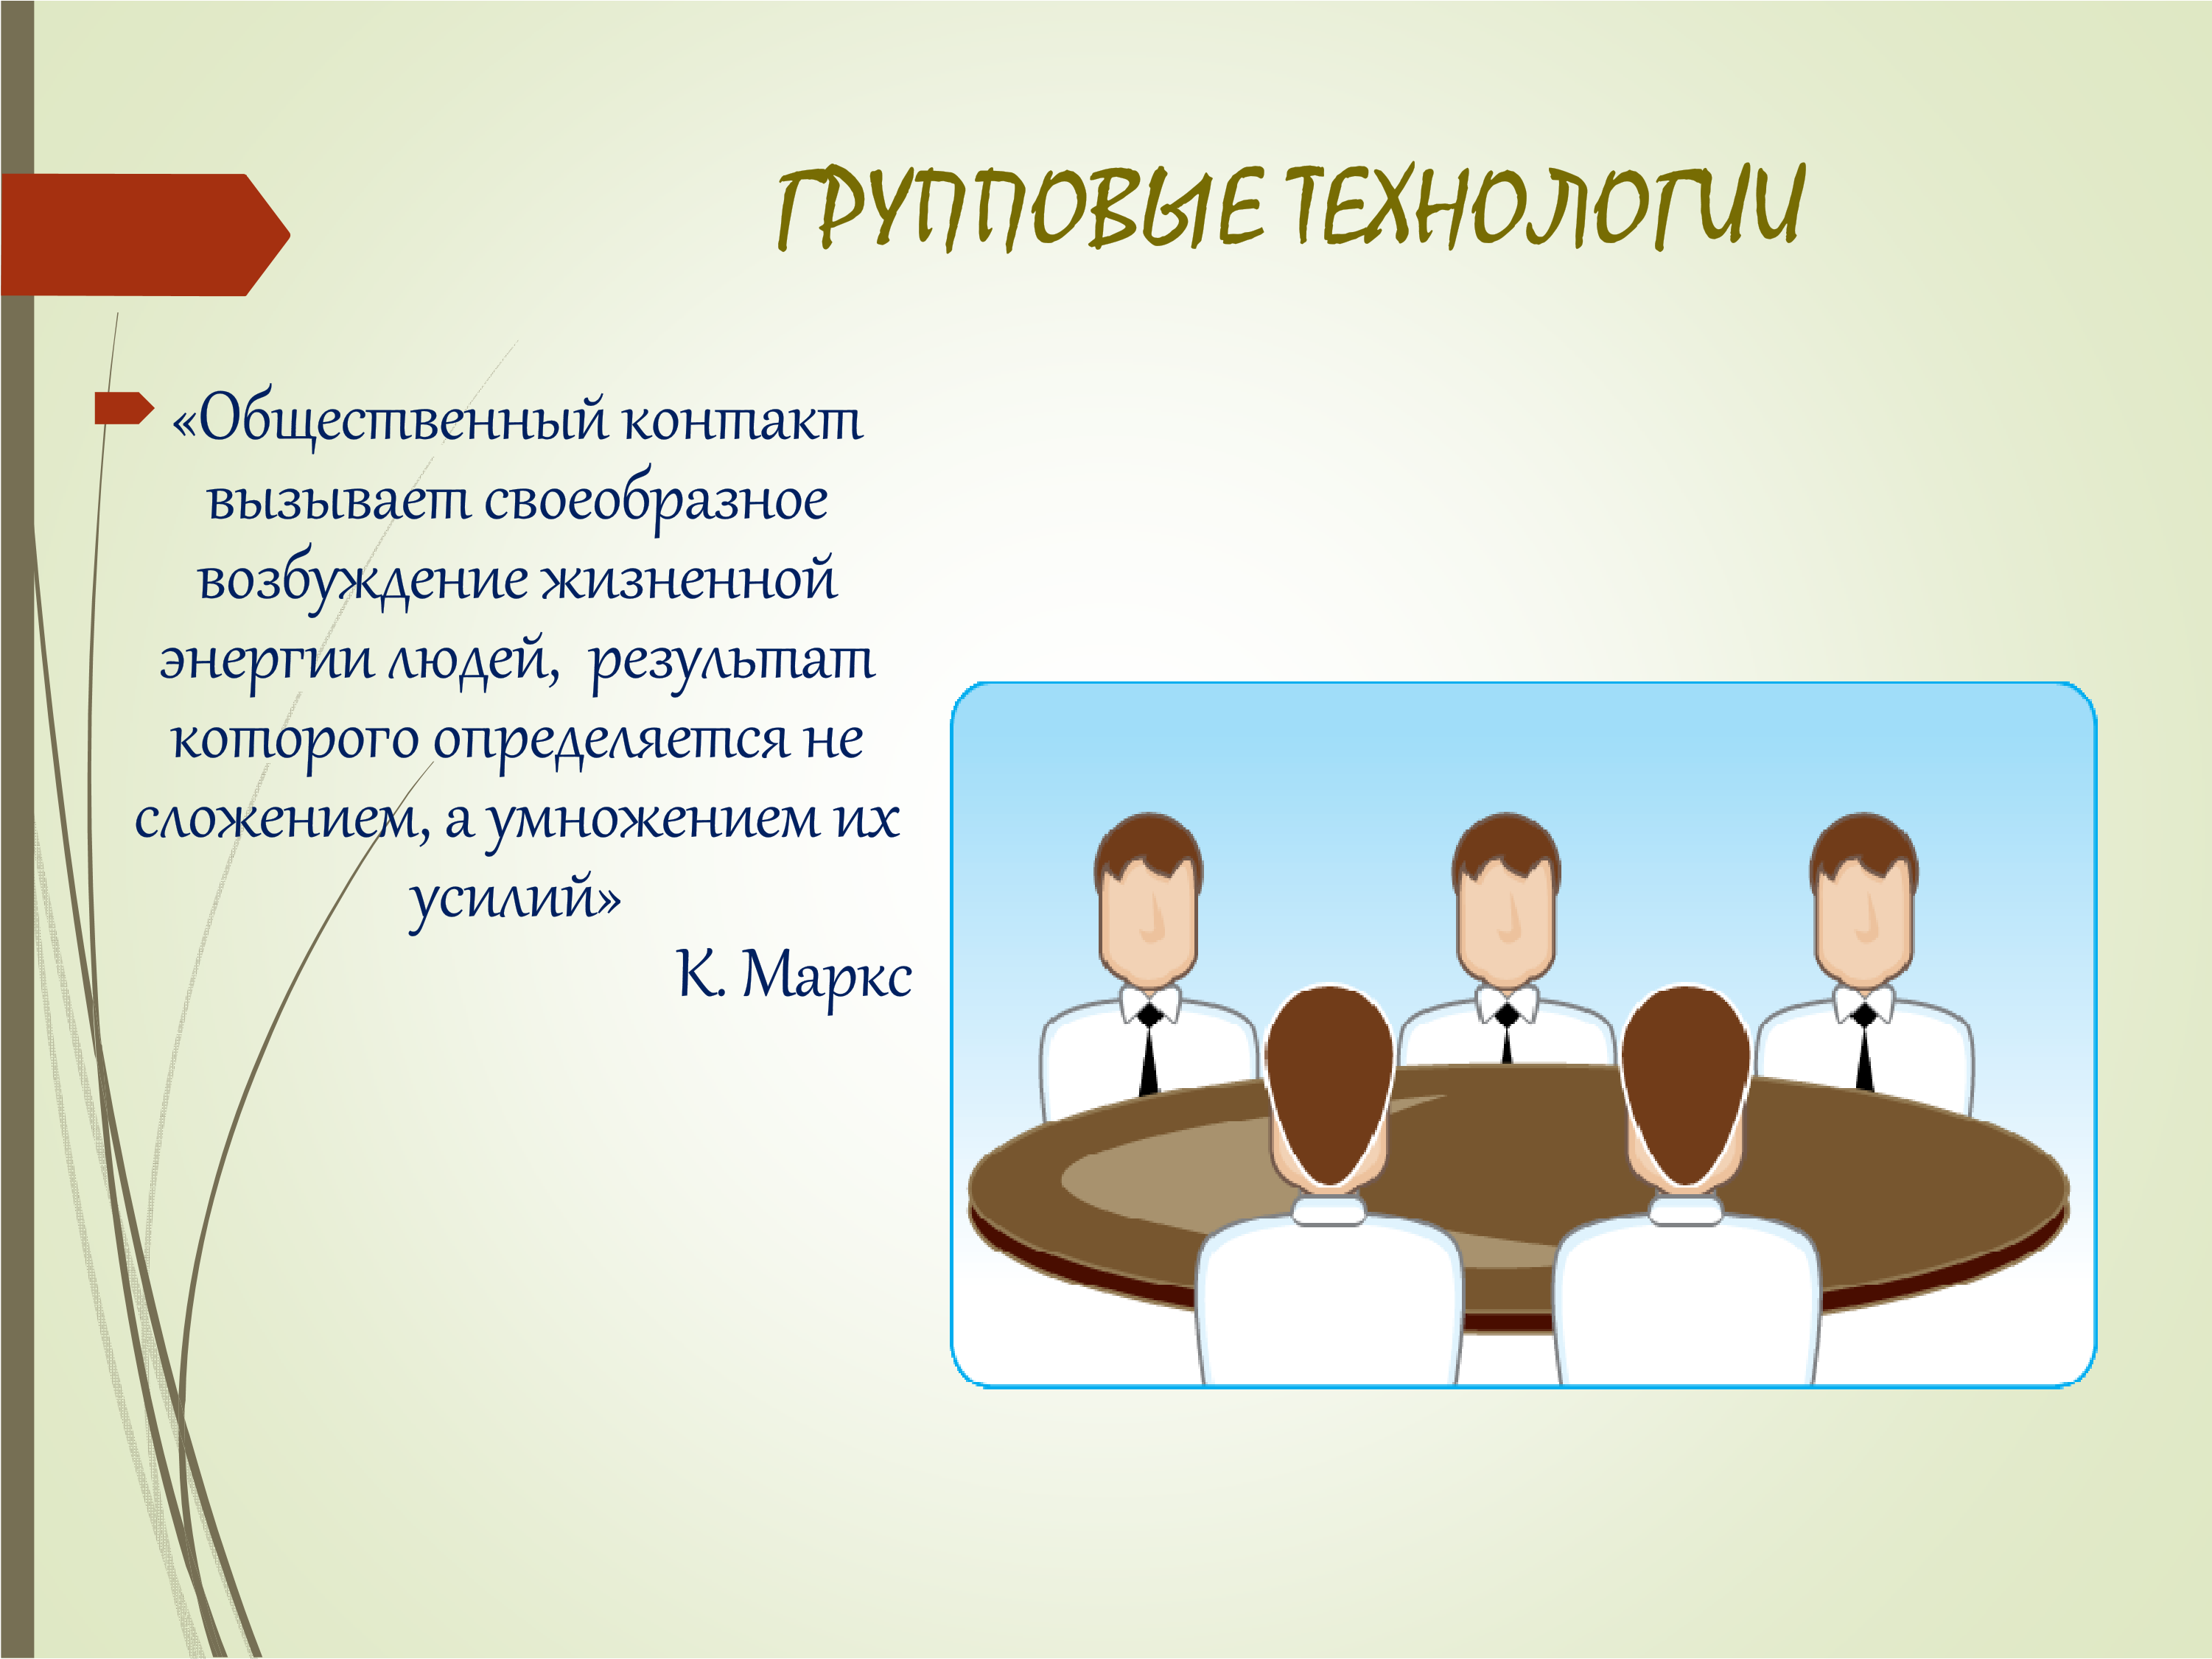 ГРУППОВЫЕ ТЕХНОЛОГИИ
«Общественный контакт
вызывает своеобразное
возбуждение жизненной
энергии людей,  результат
которого определяется не
сложением, а умножением их
усилий»
К. Маркс